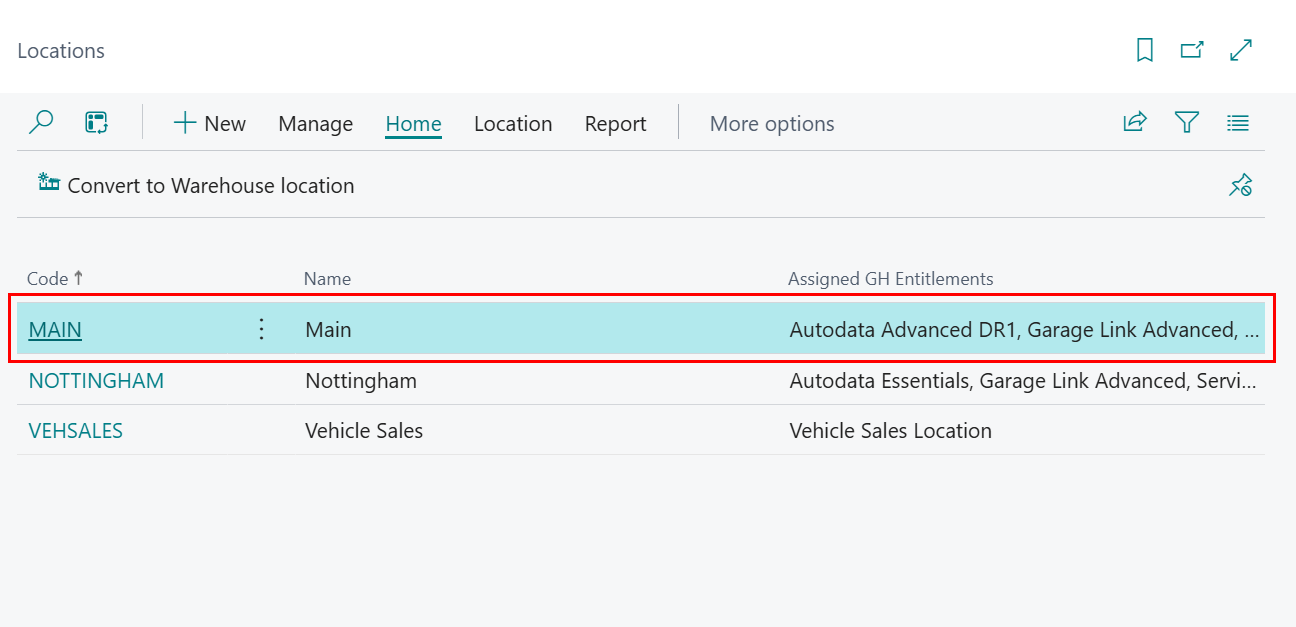 Locations
New Manage Home Location Report More options
Convert to Warehouse location
Code ↑ Name Assigned GH Entitlements
MAIN Main Autodata Advanced DR1, Garage Link Advanced, ...
NOTTINGHAM Nottingham Autodata Essentials, Garage Link Advanced, Servi...
VEHSALES Vehicle Sales Vehicle Sales Location